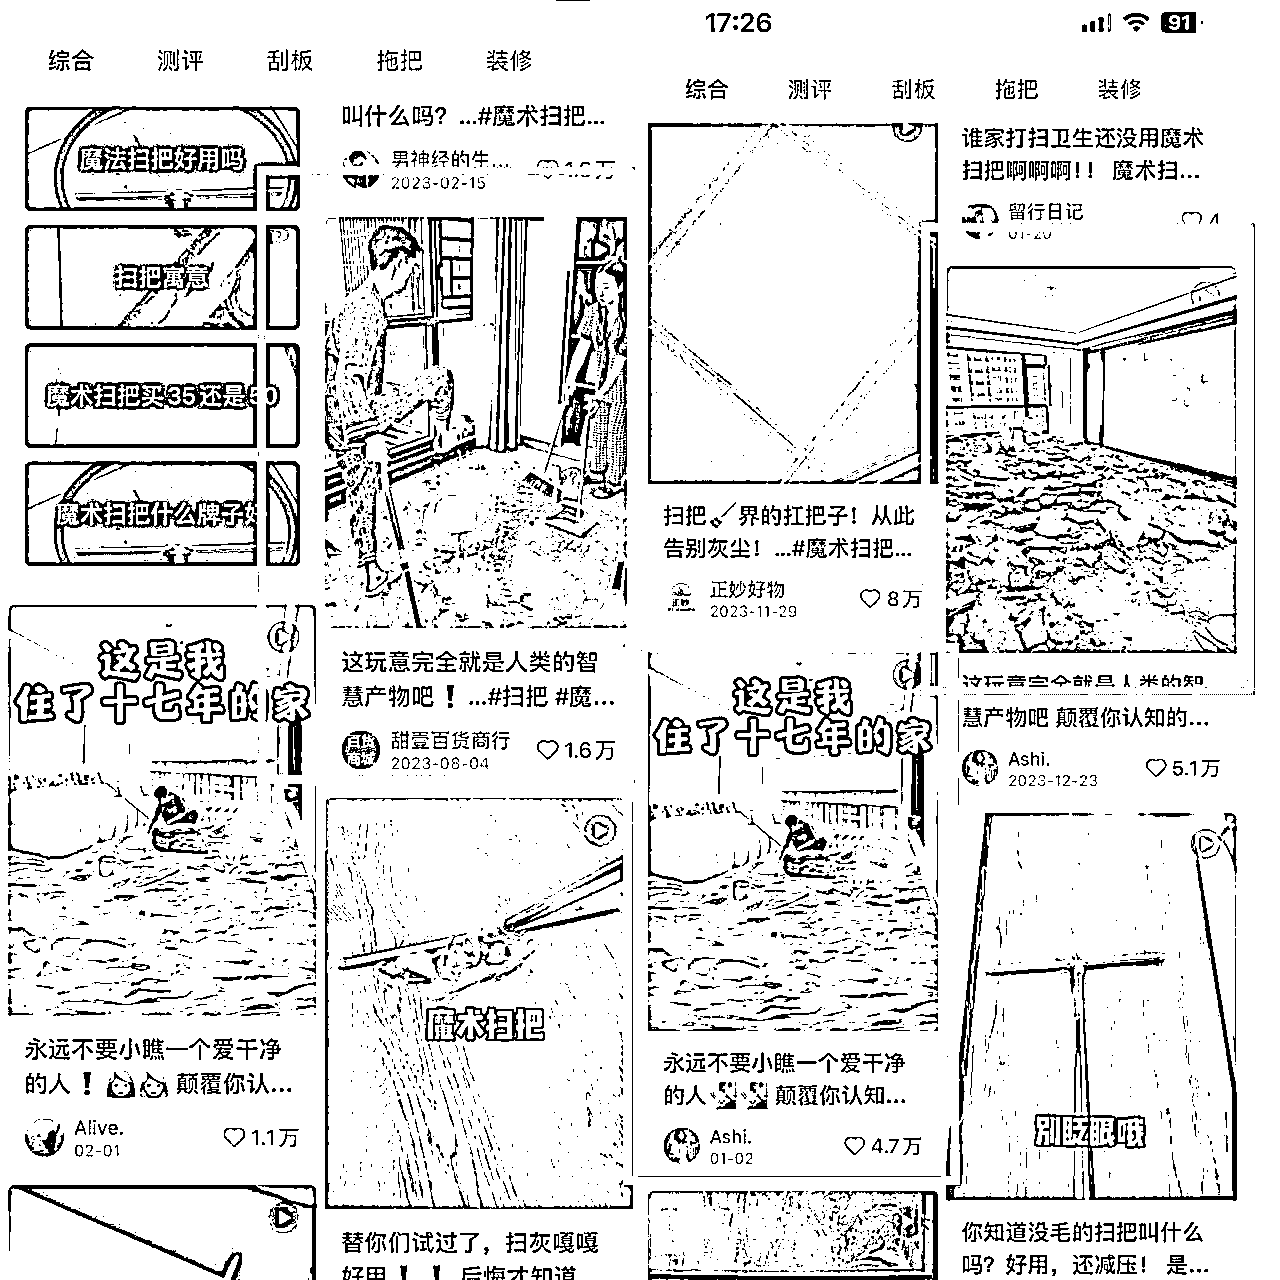 17:26
91
综合 测评 刮板 拖把 装修
魔法扫把好用吗
扫把寓意
魔术扫把买35还是50
魔术扫把什么牌子好
这是我
住了十七年的家
永远不要小瞧一个爱干净
的人❗ 颠覆你认...
Alive.
02-01
1.1万
叫什么吗？...#魔术扫把...
男神经的生...
2023-02-15
1.6万
这玩意完全就是人类的智
慧产物吧❗...#扫把 #魔...
甜壹百货商行
2023-08-04
1.6万
魔术扫把
替你们试过了，扫灰嘎嘎
好用❗❗后悔才知道
综合 测评 刮板 拖把 装修
扫把🧹界的扛把子！从此
告别灰尘！...#魔术扫把...
正妙好物
2023-11-29
8万
这是我
住了十七年的家
永远不要小瞧一个爱干净
的人 颠覆你认知...
Ashi.
01-02
4.7万
谁家打扫卫生还没用魔术
扫把啊啊啊!! 魔术扫...
留行日记
01-20
4
这玩意完全就是人类的智
慧产物吧 颠覆你认知的...
Ashi.
2023-12-23
5.1万
别眨眼哦
你知道没毛的扫把叫什么
吗？好用，还减压！是...